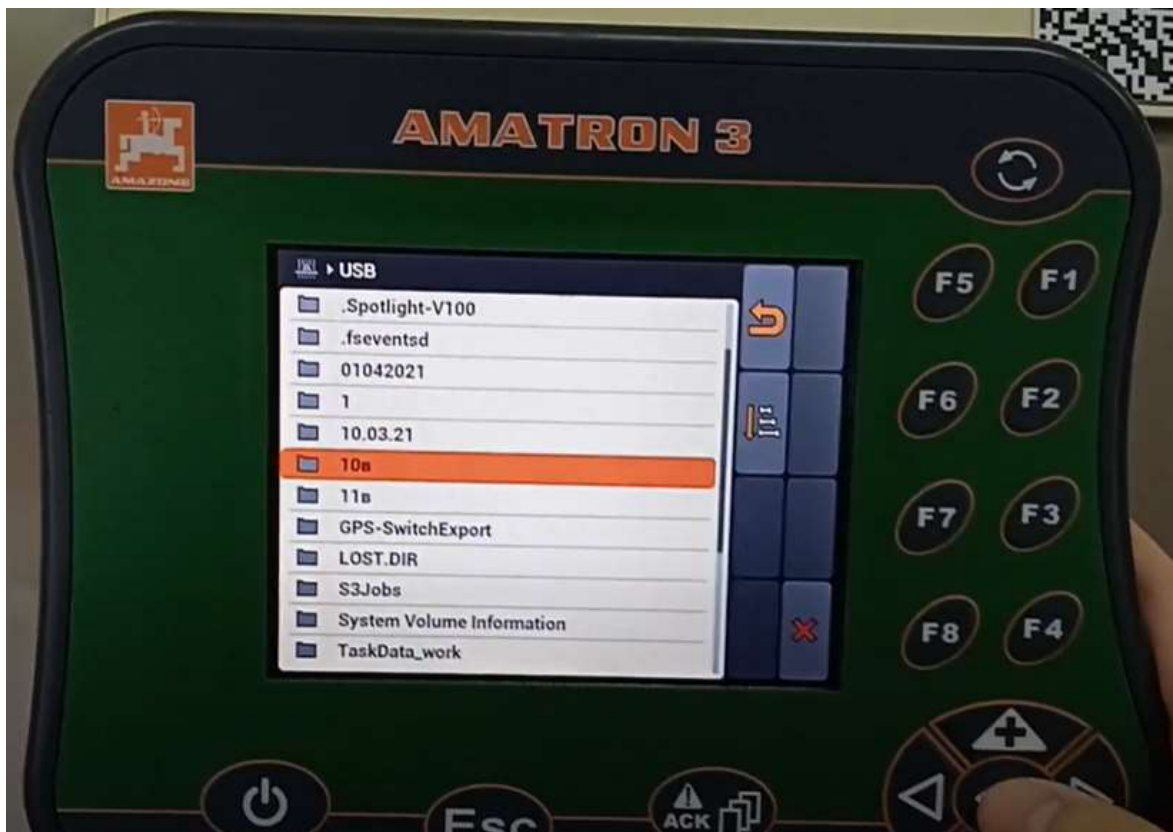 AMATRON 3
AMAZONE
USB
.Spotlight-V100
.fseventsd
01042021
1
10.03.21
10в
11в
GPS-SwitchExport
LOST.DIR
S3Jobs
System Volume Information
TaskData_work
F5 F1
F6 F2
F7 F3
F8 F4
Esc
ACK